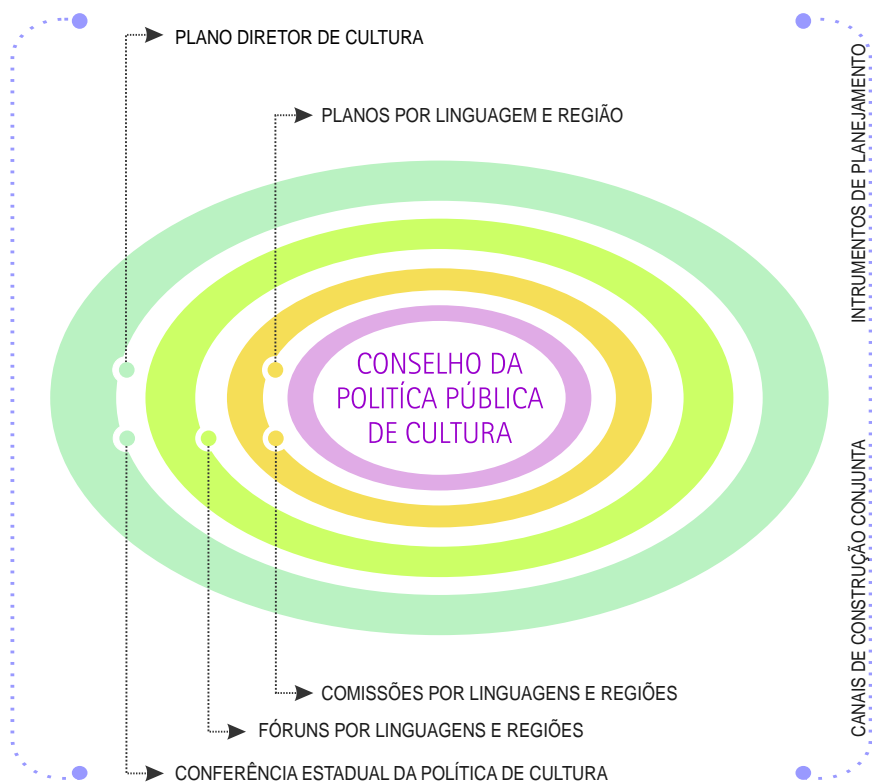 PLANO DIRETOR DE CULTURA
PLANOS POR LINGUAGEM E REGIÃO
INTRUMENTOS DE PLANEJAMENTO
CONSELHO DA
POLITÍCA PÚBLICA
DE CULTURA
CANAIS DE CONSTRUÇÃO CONJUNTA
COMISSÕES POR LINGUAGENS E REGIÕES
FÓRUNS POR LINGUAGENS E REGIÕES
CONFERÊNCIA ESTADUAL DA POLÍTICA DE CULTURA